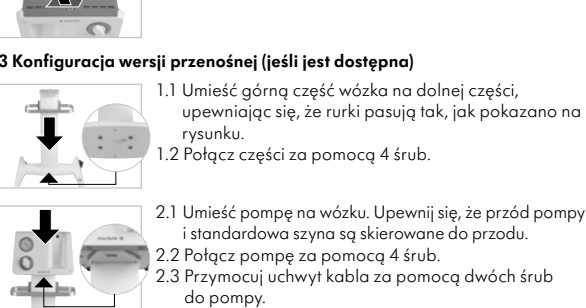 3 Konfiguracja wersji przenośnej (jeśli jest dostępna)
1.1 Umieść górną część wózka na dolnej części,
upewniając się, że rurki pasują tak, jak pokazano na
rysunku.
1.2 Połącz części za pomocą 4 śrub.
2.1 Umieść pompę na wózku. Upewnij się, że przód pompy
i standardowa szyna są skierowane do przodu.
2.2 Połącz pompę za pomocą 4 śrub.
2.3 Przymocuj uchwyt kabla za pomocą dwóch śrub
do pompy.